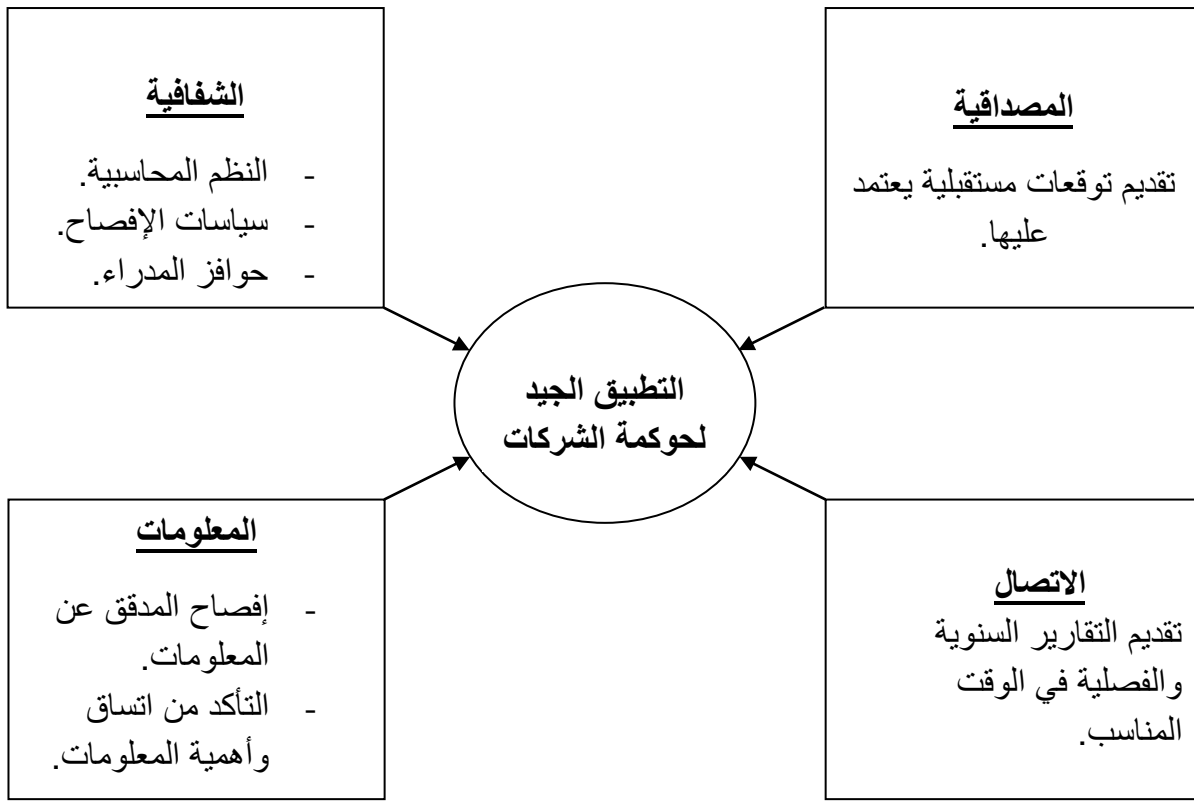 المصداقية
تقديم توقعات مستقبلية يعتمد
عليها.
الشفافية
- النظم المحاسبية.
- سياسات الإفصاح.
- حوافز المدراء.
التطبيق الجيد
لحوكمة الشركات
الاتصال
تقديم التقارير السنوية
والفصلية في الوقت
المناسب.
المعلومات
- إفصاح المدقق عن
المعلومات.
- التأكد من اتساق
وأهمية المعلومات.